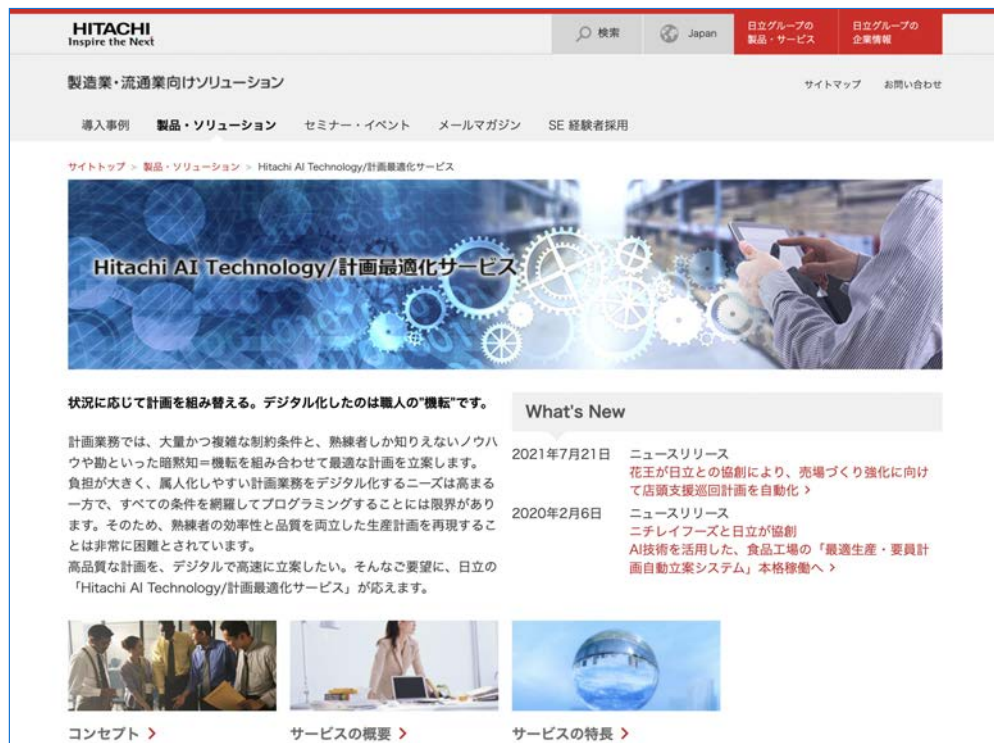 HITACHI
Inspire the Next
検索
Japan
日立グループの
製品・サービス
日立グループの
企業情報
製造業・流通業向けソリューション
サイトマップ
お問い合わせ
導入事例
製品・ソリューション
セミナー・イベント
メールマガジン
SE 経験者採用
サイトトップ > 製品・ソリューション > Hitachi AI Technology/計画最適化サービス
Hitachi AI Technology/計画最適化サービス
状況に応じて計画を組み替える。デジタル化したのは職人の"機転"です。
計画業務では、大量かつ複雑な制約条件と、熟練者しか知りえないノウハ
ウや勘といった暗黙知=機転を組み合わせて最適な計画を立案します。
負担が大きく、属人化しやすい計画業務をデジタル化するニーズは高まる
一方で、すべての条件を網羅してプログラミングすることには限界があり
ます。そのため、熟練者の効率性と品質を両立した生産計画を再現するこ
とは非常に困難とされています。
高品質な計画を、デジタルで高速に立案したい。そんなご要望に、日立の
「Hitachi AI Technology/計画最適化サービス」が応えます。
What's New
2021年7月21日
ニュースリリース
花王が日立との協創により、売場づくり強化に向け
て店頭支援巡回計画を自動化 >
2020年2月6日
ニュースリリース
ニチレイフーズと日立が協創
AI技術を活用した、食品工場の「最適生産・要員計
画自動立案システム」本格稼働へ >
コンセプト >
サービスの概要 >
サービスの特長 >